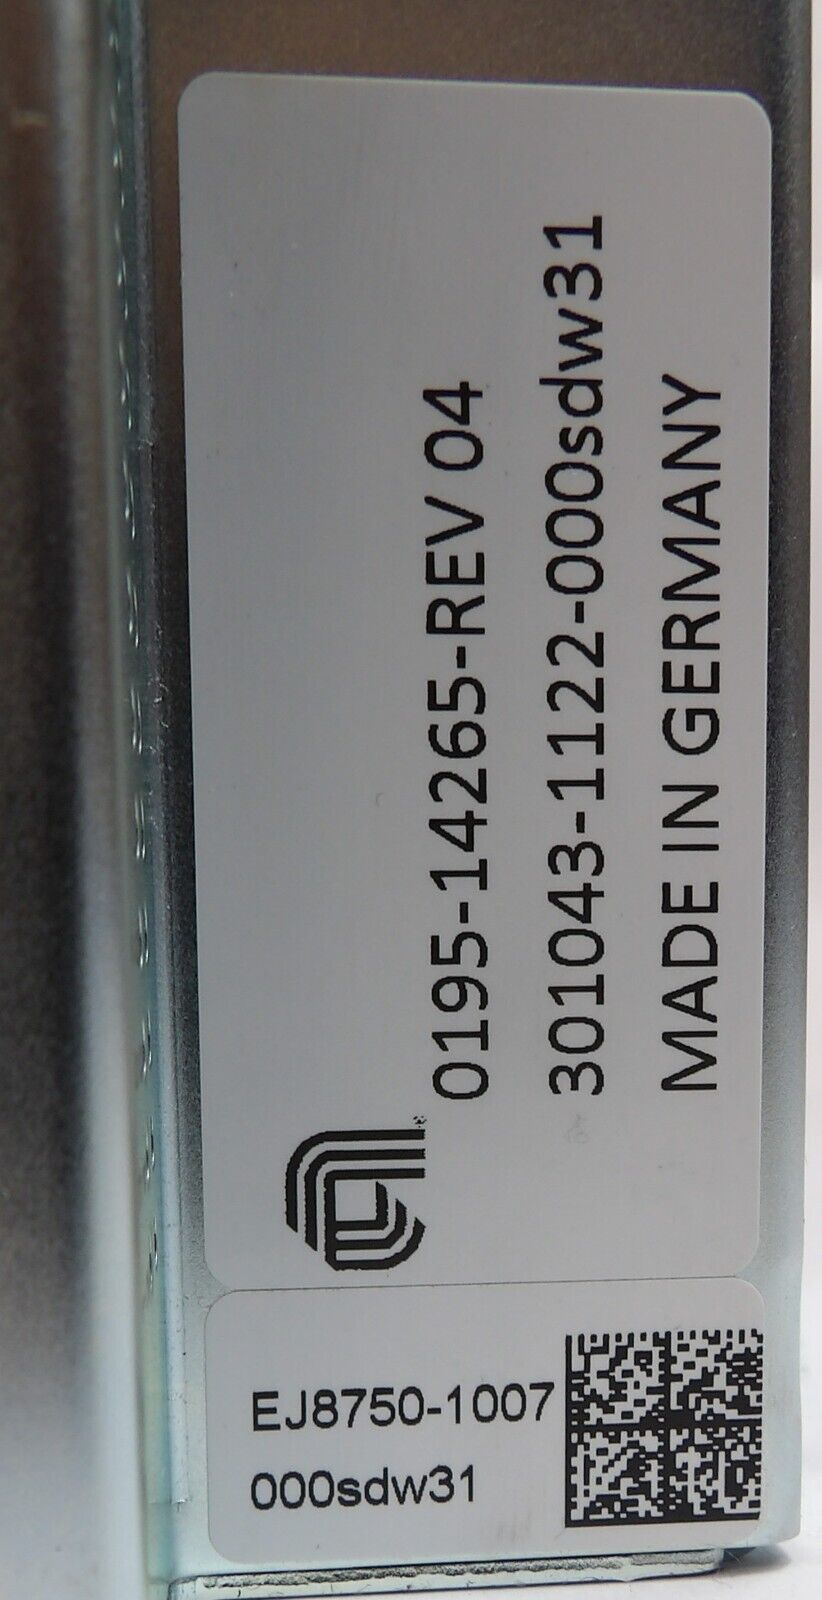 0195-14265-REV 04
301043-1122-000sdw31
MADE IN GERMANY
EJ8750-1007
000sdw31